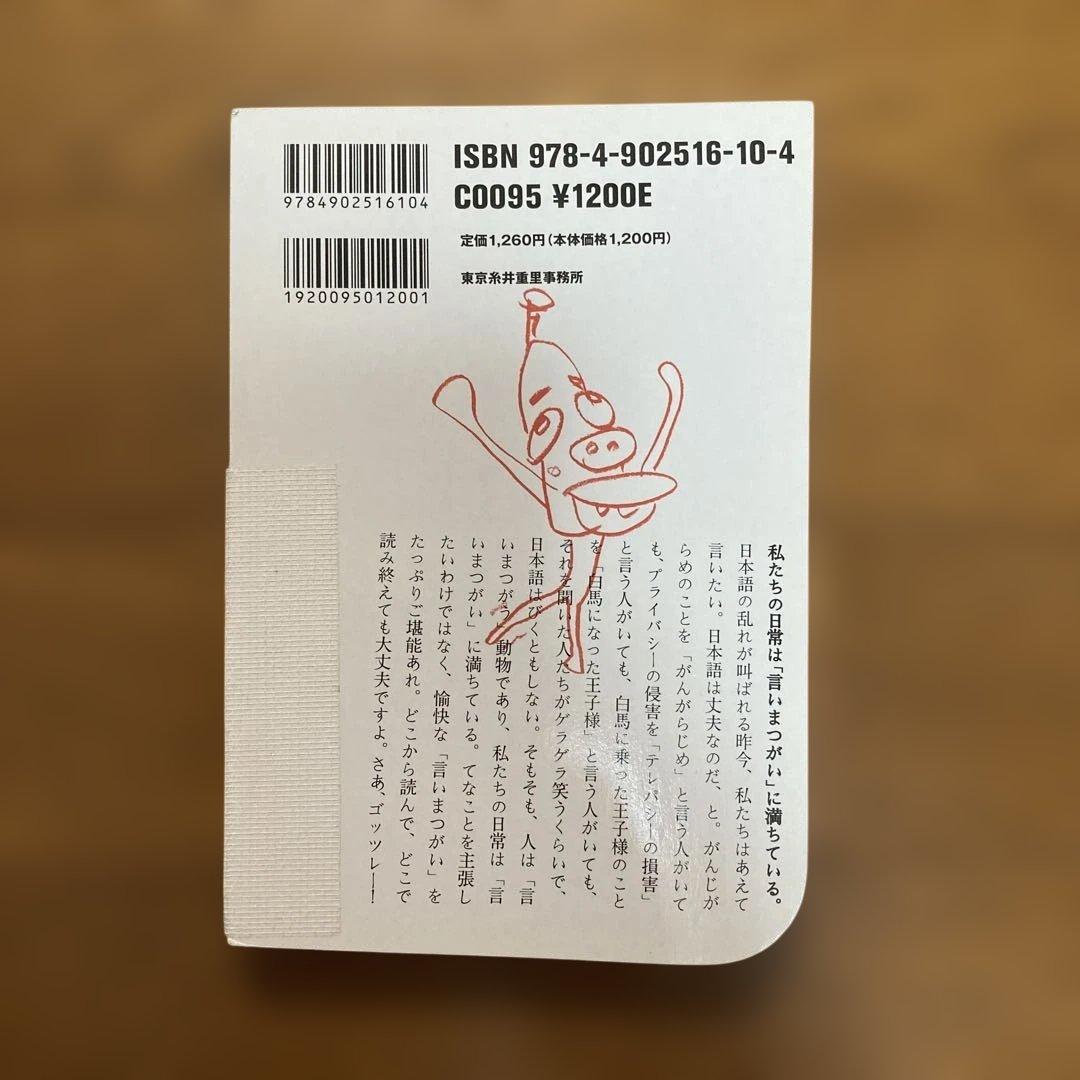 ISBN 978-4-902516-10-4
9784902516104
C0095 ¥1200E
定価1,260円(本体価格1,200円)
1920095012001
東京糸井重里事務所
私たちの日常は「言いまつがい」に満ちている。
日本語の乱れが叫ばれる昨今、私たちはあえて
言いたい。日本語は丈夫なのだ、と。がんじが
らめのことを「がんがらじめ」と言う人がいて
も、プライバシーの侵害を「テレパシーの損害」
と言う人がいても、白馬に乗った王子様のこと
を「白馬になった王子様」と言う人がいても、
それを聞いた人たちがゲラゲラ笑うくらいで、
日本語はびくともしない。そもそも、人は「言
いまつがう」動物であり、私たちの日常は「言
いまつがい」に満ちている。てなことを主張し
たいわけではなく、愉快な「言いまつがい」を
たっぷりご堪能あれ。どこから読んで、どこで
読み終えても大丈夫ですよ。さあ、ゴッツレー!